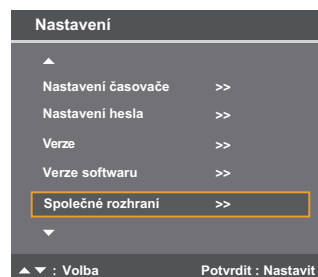 Nastavení
Nastavení časovače >>
Nastavení hesla >>
Verze >>
Verze softwaru >>
Společné rozhraní >>
▲▼ : Volba Potvrdit : Nastavit